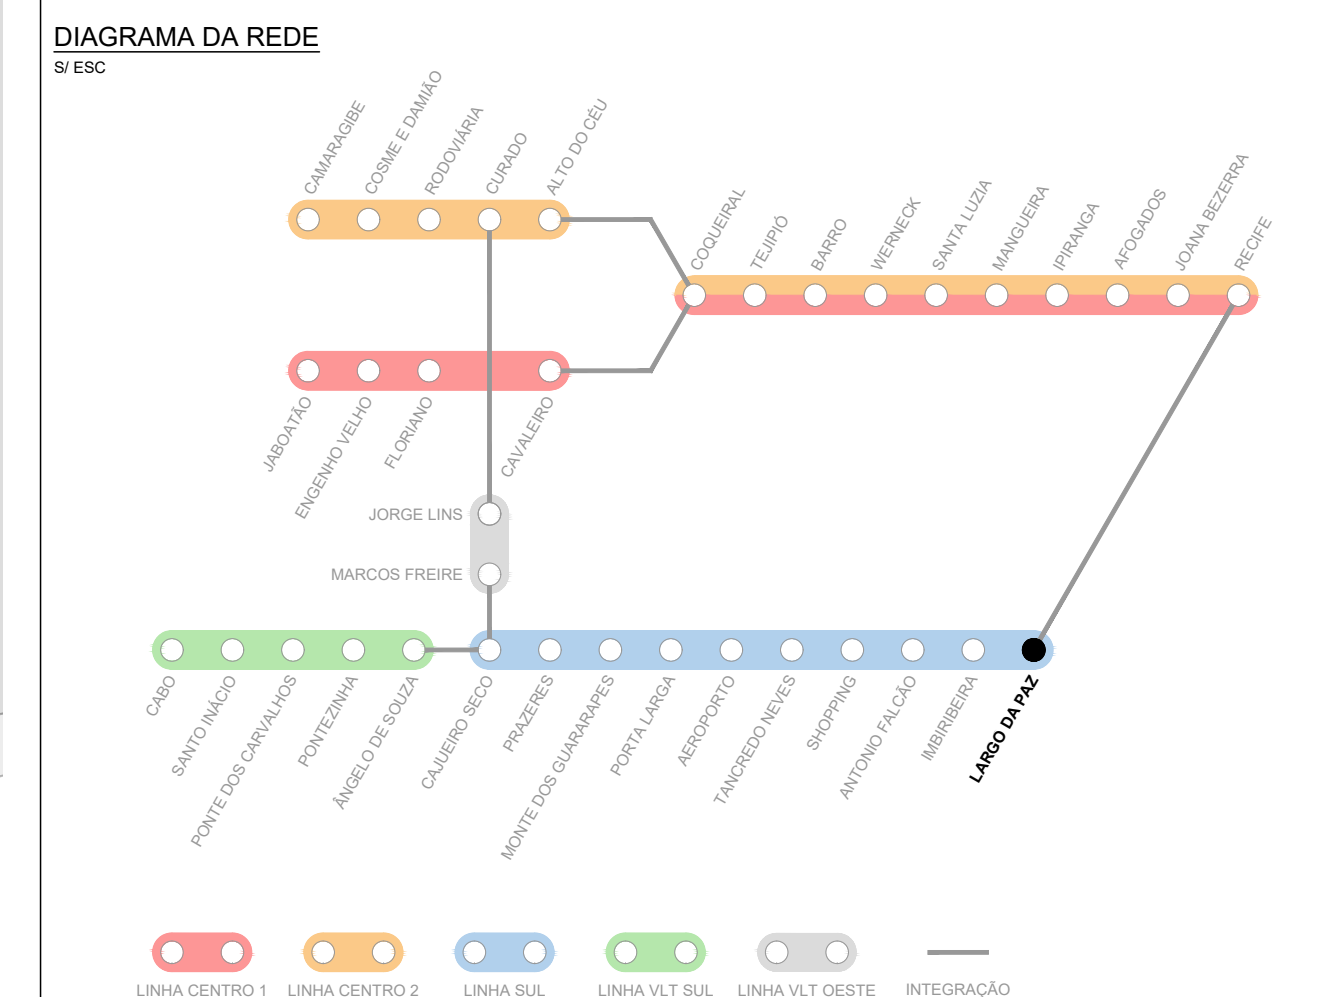 DIAGRAMA DA REDE
S/ ESC
CAMARAGIBE
COSME E DAMIÃO
RODOVIÁRIA
CURADO
ALTO DO CÉU
COQUEIRAL
TEJIPIÓ
BARRO
WERNECK
SANTA LUZIA
MANGUEIRA
IPIRANGA
AFOGADOS
JOANA BEZERRA
RECIFE
JABOATÃO
ENGENHO VELHO
FLORIANO
CAVALEIRO
JORGE LINS
MARCOS FREIRE
CABO
SANTO INÁCIO
PONTE DOS CARVALHOS
PONTEZINHA
ÂNGELO DE SOUZA
CAJUEIRO SECO
PRAZERES
MONTE DOS GUARARAPES
PORTA LARGA
AEROPORTO
TANCREDO NEVES
SHOPPING
ANTONIO FALCÃO
IMBIRIBEIRA
LARGO DA PAZ
LINHA CENTRO 1
LINHA CENTRO 2
LINHA SUL
LINHA VLT SUL
LINHA VLT OESTE
INTEGRAÇÃO